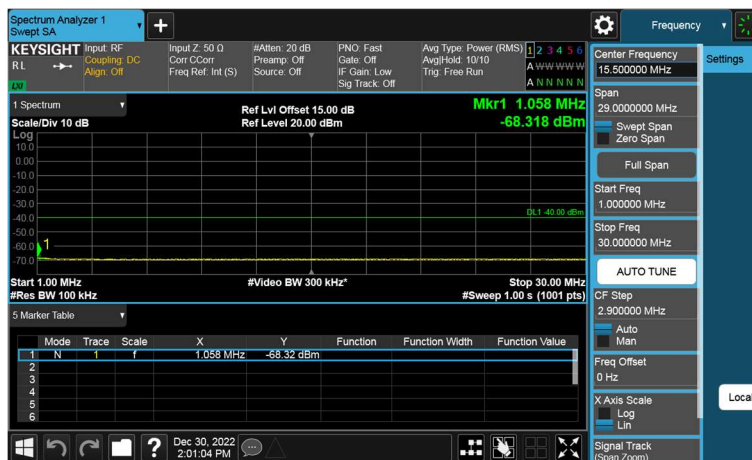 Spectrum Analyzer 1
Swept SA
Frequency
KEYSIGHT
RL
LXI
Input: RF
Coupling: DC
Align: Off
Input Z: 50 Ω
Corr CCorr
Freq Ref: Int (S)
#Atten: 20 dB
Preamp: Off
Source: Off
PNO: Fast
Gate: Off
IF Gain: Low
Sig Track: Off
Avg Type: Power (RMS)
Avg|Hold: 10/10
Trig: Free Run
1 2 3 4 5 6
A W W W W W
A N N N N N
1 Spectrum
Scale/Div 10 dB
Ref Lvl Offset 15.00 dB
Ref Level 20.00 dBm
Mkr1 1.058 MHz
-68.318 dBm
Log
10.0
0.00
-10.0
-20.0
-30.0
-40.0
-50.0
-60.0
-70.0
DL1 -40.00 dBm
1
Start 1.00 MHz
#Res BW 100 kHz
#Video BW 300 kHz*
Stop 30.00 MHz
#Sweep 1.00 s (1001 pts)
5 Marker Table
Mode Trace Scale X Y Function Function Width Function Value
1 N 1 f 1.058 MHz -68.32 dBm
2
3
4
5
6
Dec 30, 2022
2:01:04 PM
Center Frequency
15.500000 MHz
Settings
Span
29.0000000 MHz
Swept Span
Zero Span
Full Span
Start Freq
1.000000 MHz
Stop Freq
30.000000 MHz
AUTO TUNE
CF Step
2.900000 MHz
Auto
Man
Freq Offset
0 Hz
X Axis Scale
Log
Lin
Local
Signal Track
(Span Zoom)